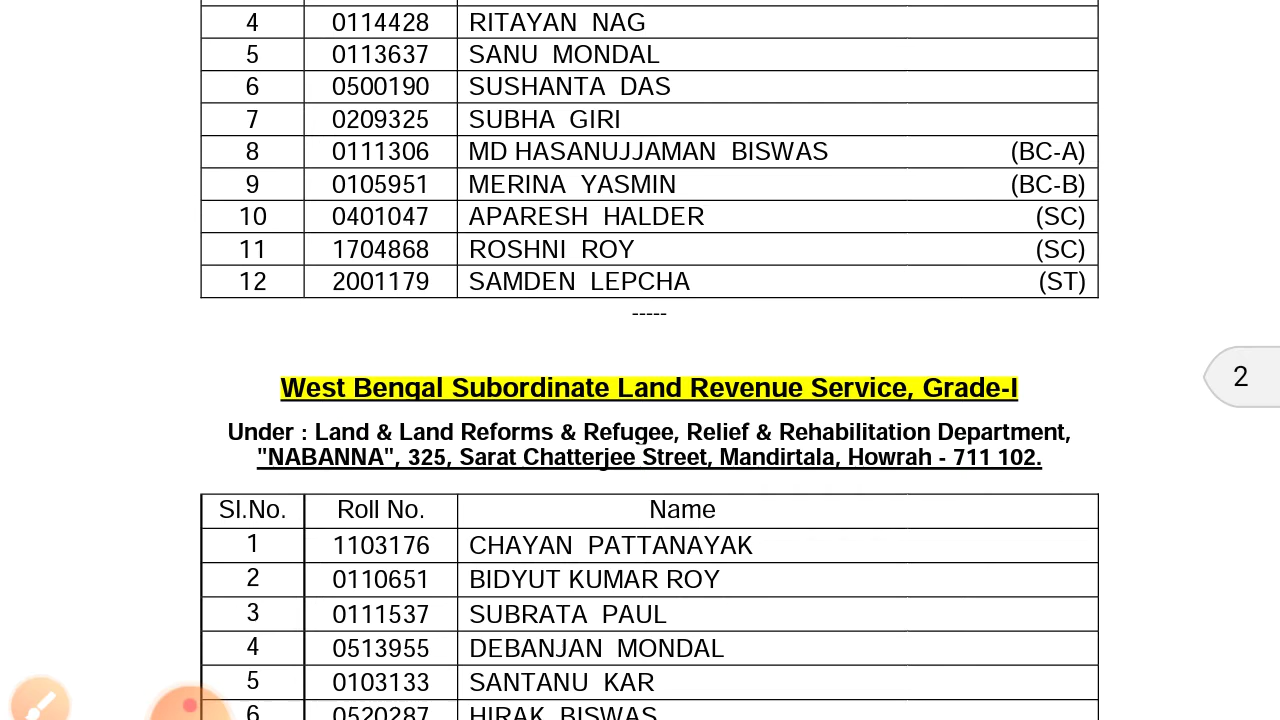 4 0114428 RITAYAN NAG
5 0113637 SANU MONDAL
6 0500190 SUSHANTA DAS
7 0209325 SUBHA GIRI
8 0111306 MD HASANUJJAMAN BISWAS (BC-A)
9 0105951 MERINA YASMIN (BC-B)
10 0401047 APARESH HALDER (SC)
11 1704868 ROSHNI ROY (SC)
12 2001179 SAMDEN LEPCHA (ST)
-----
West Bengal Subordinate Land Revenue Service, Grade-I
2
Under : Land & Land Reforms & Refugee, Relief & Rehabilitation Department,
"NABANNA", 325, Sarat Chatterjee Street, Mandirtala, Howrah - 711 102.
Sl.No. Roll No. Name
1 1103176 CHAYAN PATTANAYAK
2 0110651 BIDYUT KUMAR ROY
3 0111537 SUBRATA PAUL
4 0513955 DEBANJAN MONDAL
5 0103133 SANTANU KAR
6 0520287 HIRAK BISWAS